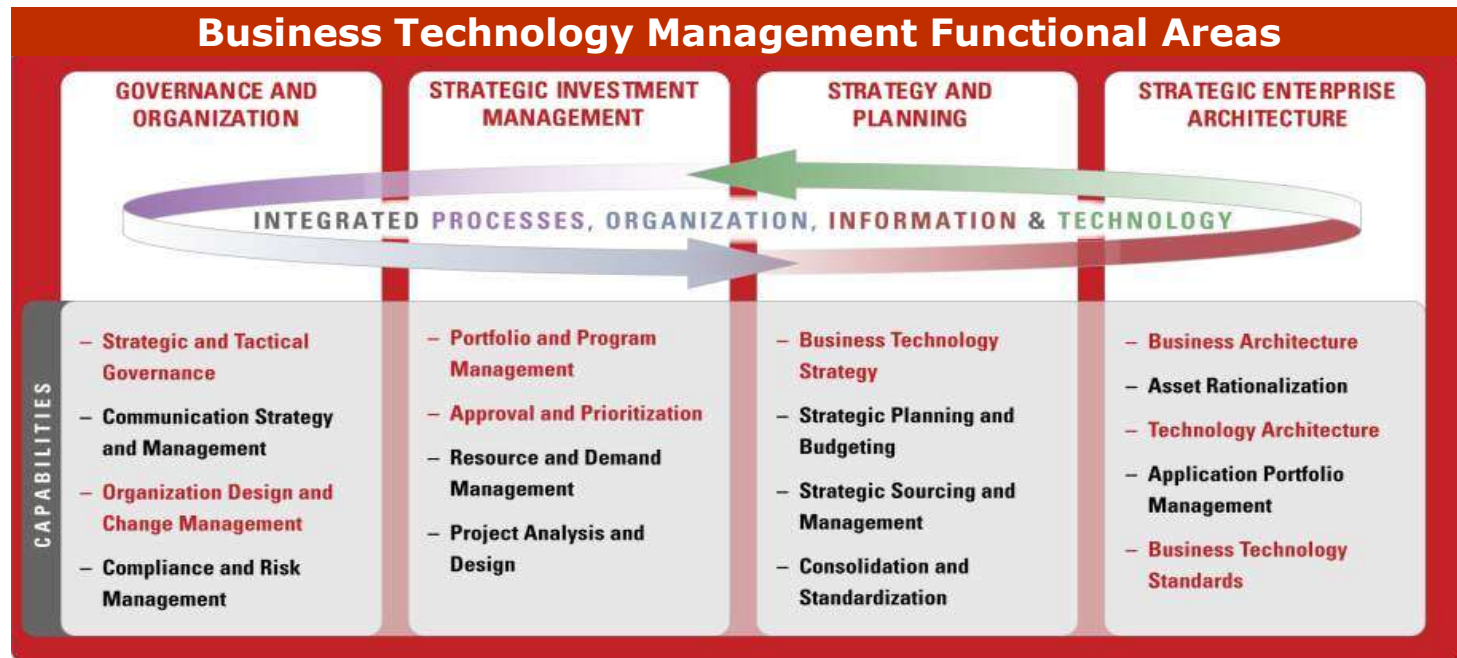 Business Technology Management Functional Areas
GOVERNANCE AND
ORGANIZATION
STRATEGIC INVESTMENT
MANAGEMENT
STRATEGY AND
PLANNING
STRATEGIC ENTERPRISE
ARCHITECTURE
INTEGRATED PROCESSES, ORGANIZATION, INFORMATION & TECHNOLOGY
CAPABILITIES
– Strategic and Tactical
Governance
– Communication Strategy
and Management
– Organization Design and
Change Management
– Compliance and Risk
Management
– Portfolio and Program
Management
– Approval and Prioritization
– Resource and Demand
Management
– Project Analysis and
Design
– Business Technology
Strategy
– Strategic Planning and
Budgeting
– Strategic Sourcing and
Management
– Consolidation and
Standardization
– Business Architecture
– Asset Rationalization
– Technology Architecture
– Application Portfolio
Management
– Business Technology
Standards